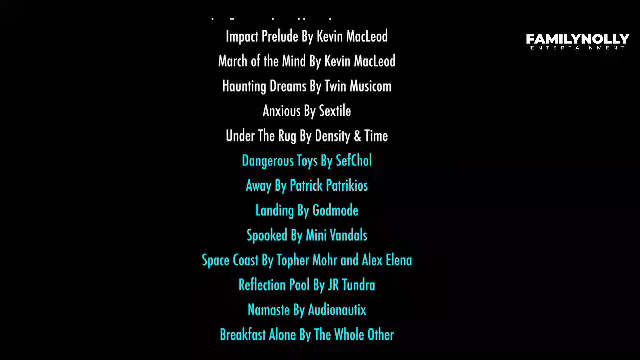 Impact Prelude By Kevin MacLeod
March of the Mind By Kevin MacLeod
Haunting Dreams By Twin Musicom
Anxious By Sextile
Under The Rug By Density & Time
Dangerous Toys By SefChol
Away By Patrick Patrikios
Landing By Godmode
Spooked By Mini Vandals
Space Coast By Topher Mohr and Alex Elena
Reflection Pool By JR Tundra
Namaste By Audionautix
Breakfast Alone By The Whole Other
FAMILYNOLLY
ENTERTAINMENT